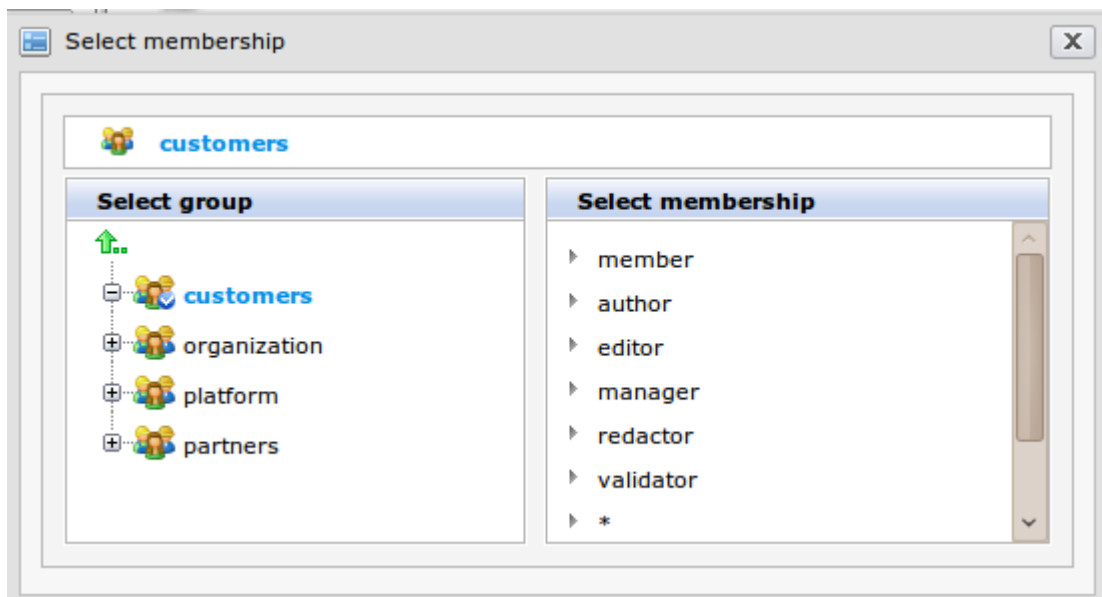 Select membership
X
customers
Select group
..
customers
organization
platform
partners
Select membership
member
author
editor
manager
redactor
validator
*